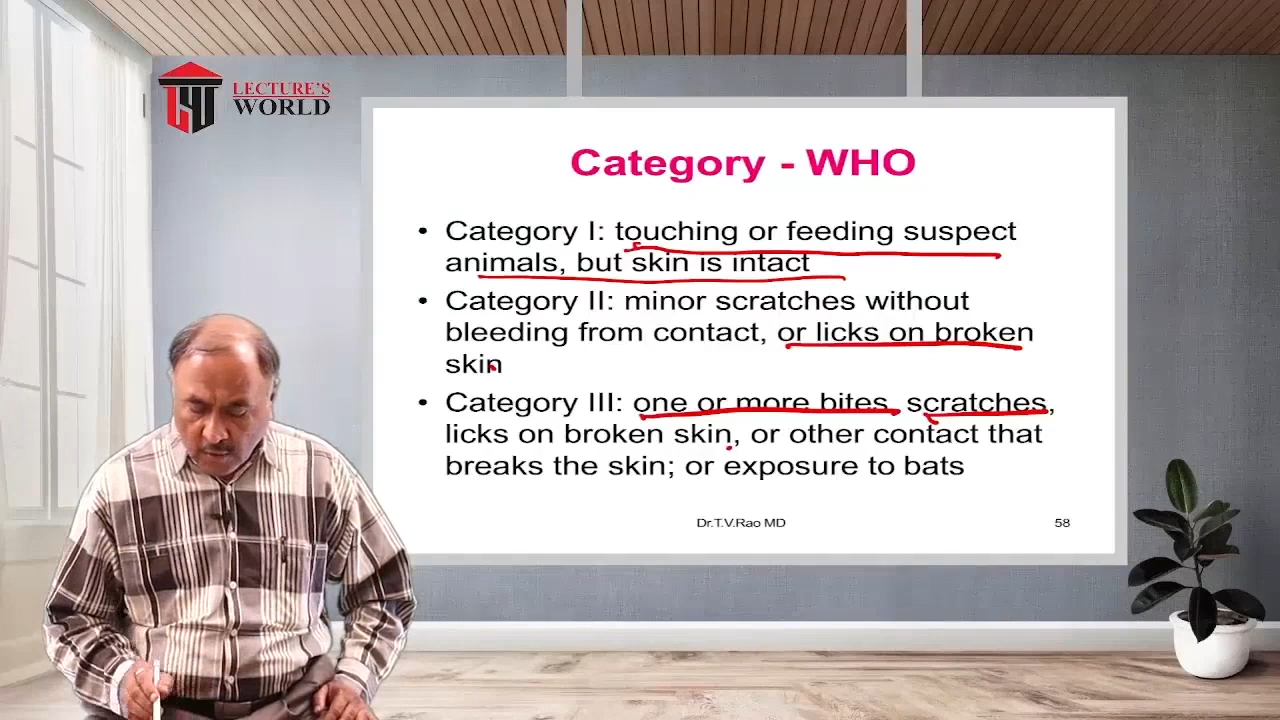 LECTURE'S
WORLD
Category - WHO
• Category I: touching or feeding suspect
animals, but skin is intact
• Category II: minor scratches without
bleeding from contact, or licks on broken
skin
• Category III: one or more bites, scratches,
licks on broken skin, or other contact that
breaks the skin; or exposure to bats
Dr.T.V.Rao MD
58